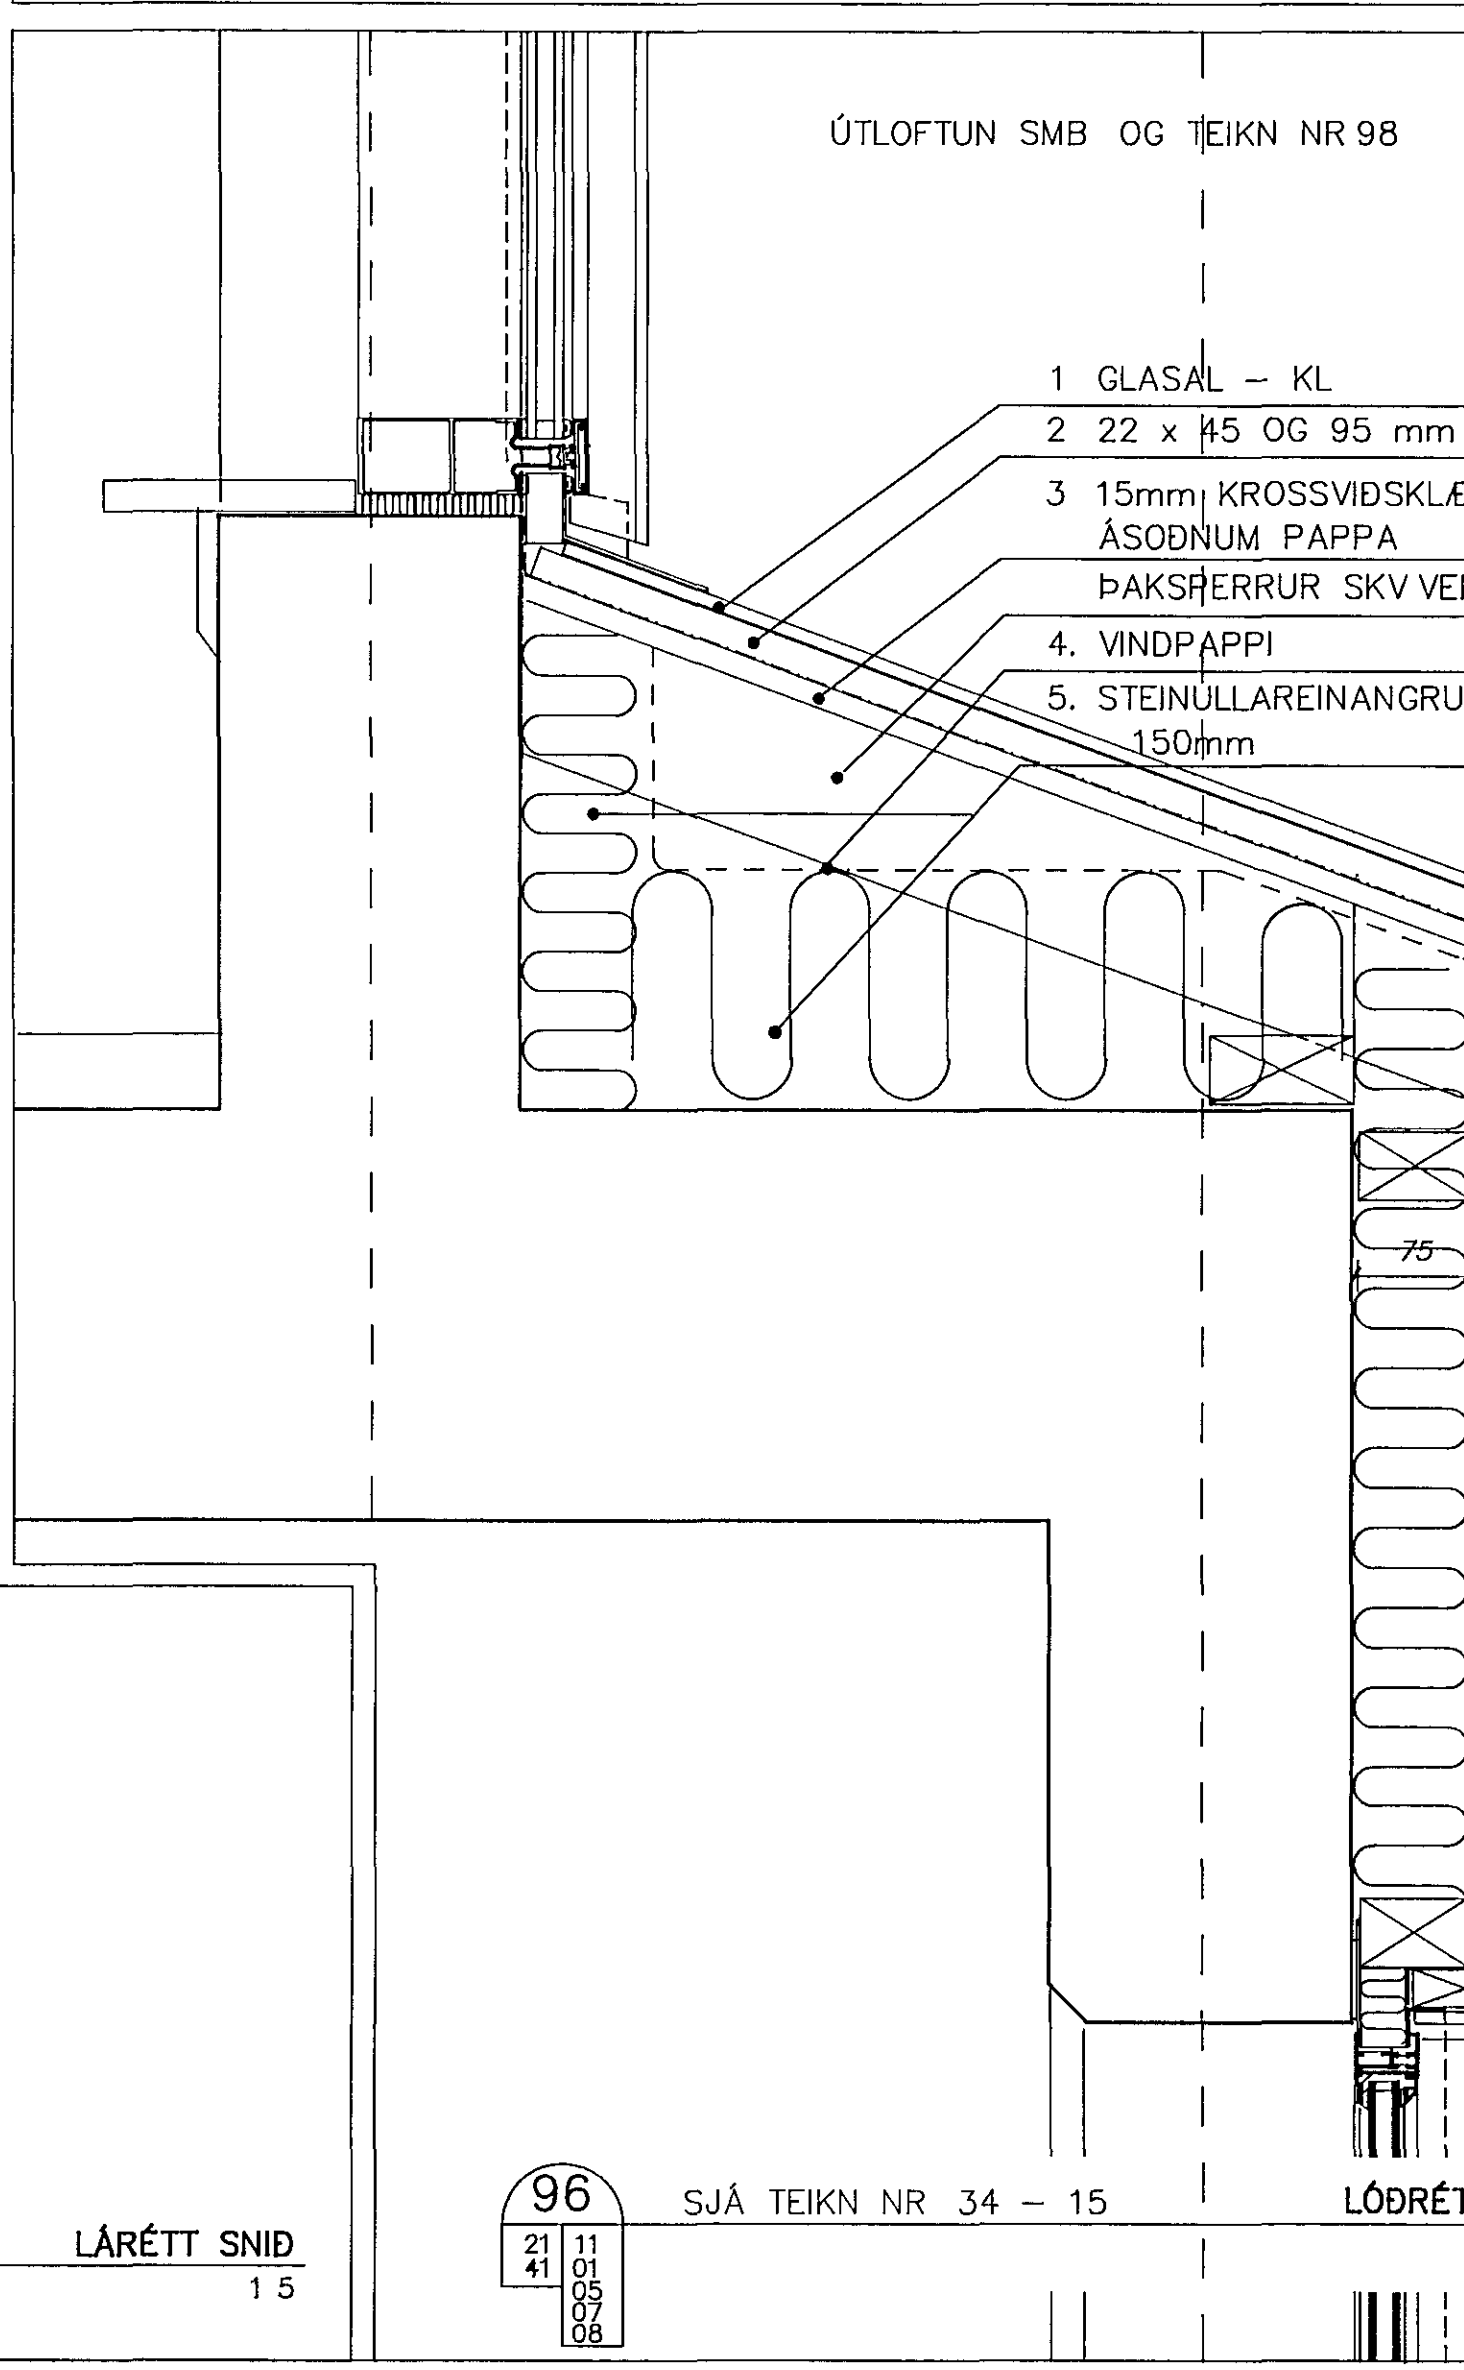 ÚTLOFTUN SMB OG TEIKN NR 98
1 GLASAL - KL
2 22 x 45 OG 95 mm
3 15mm KROSSVIÐSKLÆ
ÁSOÐNUM PAPPA
ÞAKSPERRUR SKV
4. VINDPAPPI
5. STEINULLAREINANGRU
150mm
75
96
SJÁ TEIKN NR 34 - 15
LÓÐRÉT
21 11
41 01
05
07
08
LÁRÉTT SNIÐ
1 5